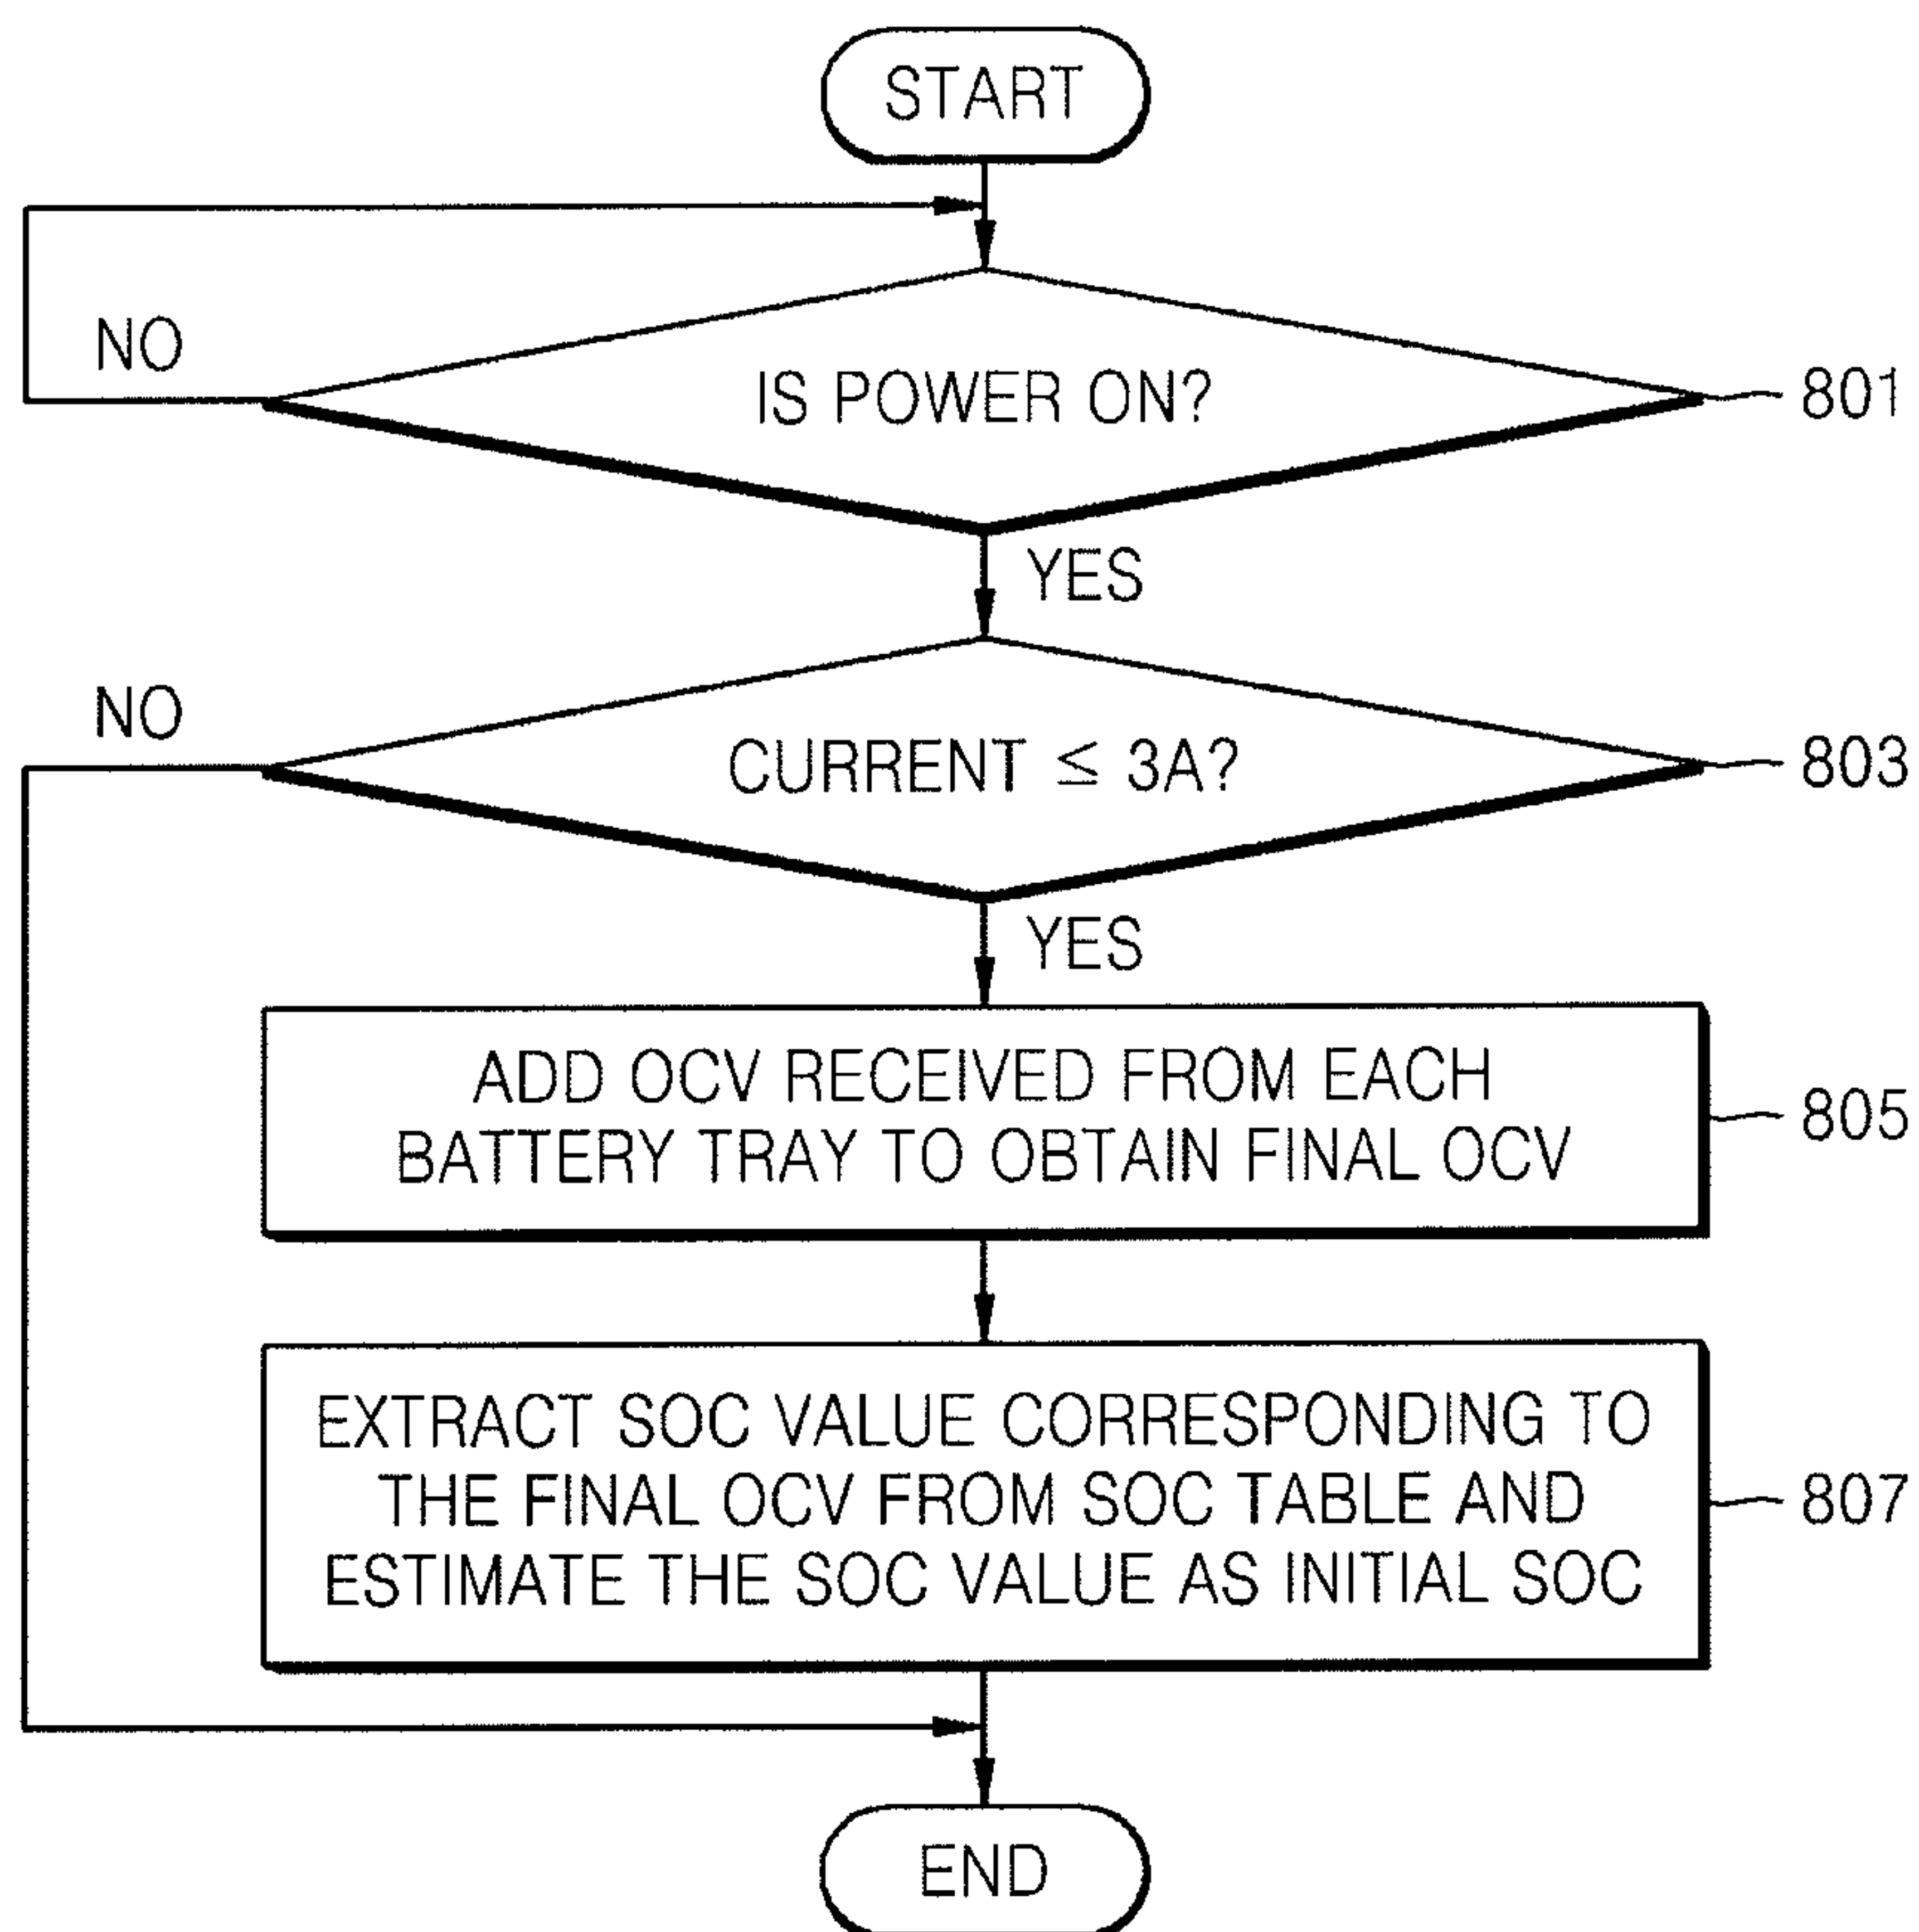 START
NO
IS POWER ON?
801
YES
NO
CURRENT ≤ 3A?
803
YES
ADD OCV RECEIVED FROM EACH
BATTERY TRAY TO OBTAIN FINAL OCV
805
EXTRACT SOC VALUE CORRESPONDING TO
THE FINAL OCV FROM SOC TABLE AND
ESTIMATE THE SOC VALUE AS INITIAL SOC
807
END